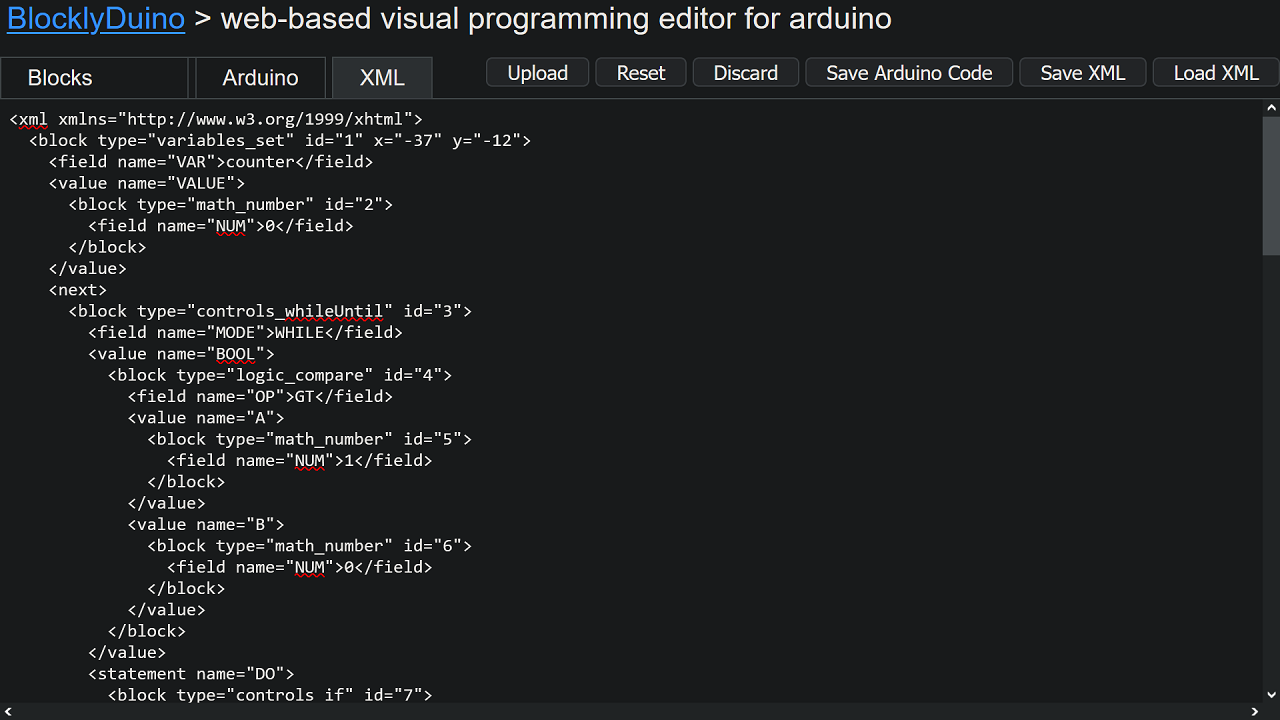 BlocklyDuino > web-based visual programming editor for arduino
Blocks Arduino XML Upload Reset Discard Save Arduino Code Save XML Load XML
<xml xmlns="http://www.w3.org/1999/xhtml">
  <block type="variables_set" id="1" x="-37" y="-12">
    <field name="VAR">counter</field>
    <value name="VALUE">
      <block type="math_number" id="2">
        <field name="NUM">0</field>
      </block>
    </value>
    <next>
      <block type="controls_whileUntil" id="3">
        <field name="MODE">WHILE</field>
        <value name="BOOL">
          <block type="logic_compare" id="4">
            <field name="OP">GT</field>
            <value name="A">
              <block type="math_number" id="5">
                <field name="NUM">1</field>
              </block>
            </value>
            <value name="B">
              <block type="math_number" id="6">
                <field name="NUM">0</field>
              </block>
            </value>
          </block>
        </value>
        <statement name="DO">
          <block type="controls_if" id="7">